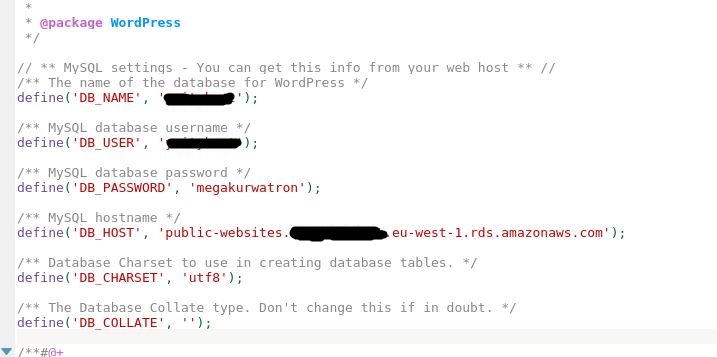 *
* @package WordPress
*/
// ** MySQL settings - You can get this info from your web host ** //
/** The name of the database for WordPress */
define('DB_NAME', '');
/** MySQL database username */
define('DB_USER', ');
/** MySQL database password */
define('DB_PASSWORD', 'megakurwatron');
/** MySQL hostname */
define('DB_HOST', 'public-websites. .eu-west-1.rds.amazonaws.com');
/** Database Charset to use in creating database tables. */
define('DB_CHARSET', 'utf8');
/** The Database Collate type. Don't change this if in doubt. */
define('DB_COLLATE', '');
/**#@+